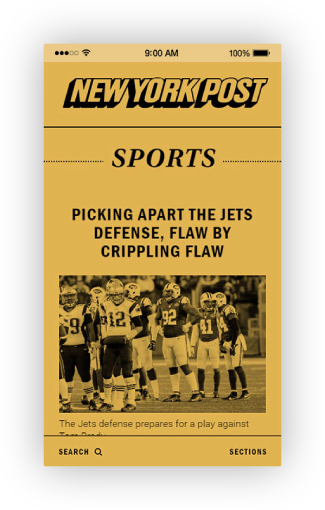 9:00 AM
100%
NEW YORK POST
SPORTS
PICKING APART THE JETS
DEFENSE, FLAW BY
CRIPPLING FLAW
The Jets defense prepares for a play against
Tom Brady
SEARCH
SECTIONS